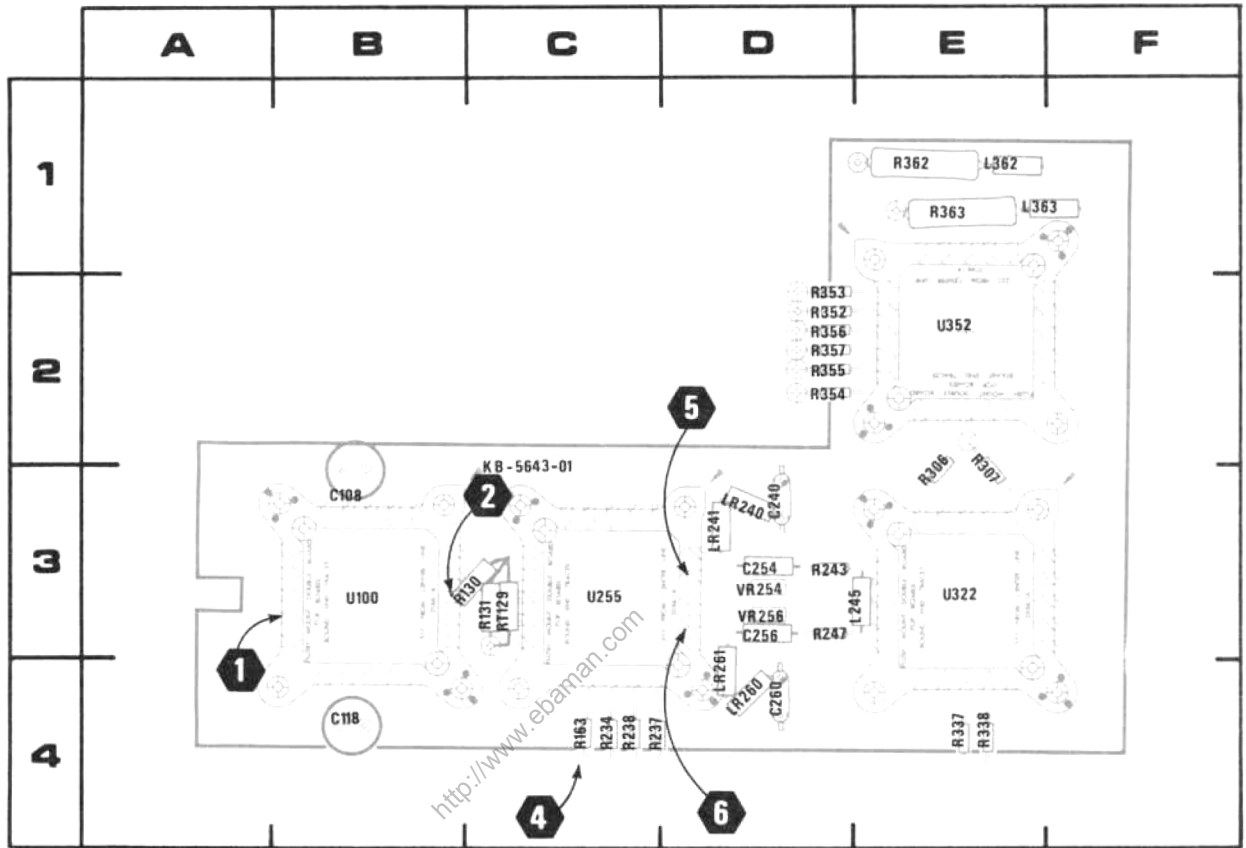 A B C D E F
1
R362 L362
R363 L363
2
R353
R352
R356
R357
R355
R354
U352
5
KB-5643-01
C108
2
R306 R307
LR241 LR240 C240
3
U100
R130
R131
RT129
U255
C254 R243
VR254
VR256
C256 R247
L245
U322
1
LR261 LR260 C260
C118
R163 R234 R238 R237
R337 R338
4
4
6
http://www.ebaman.com